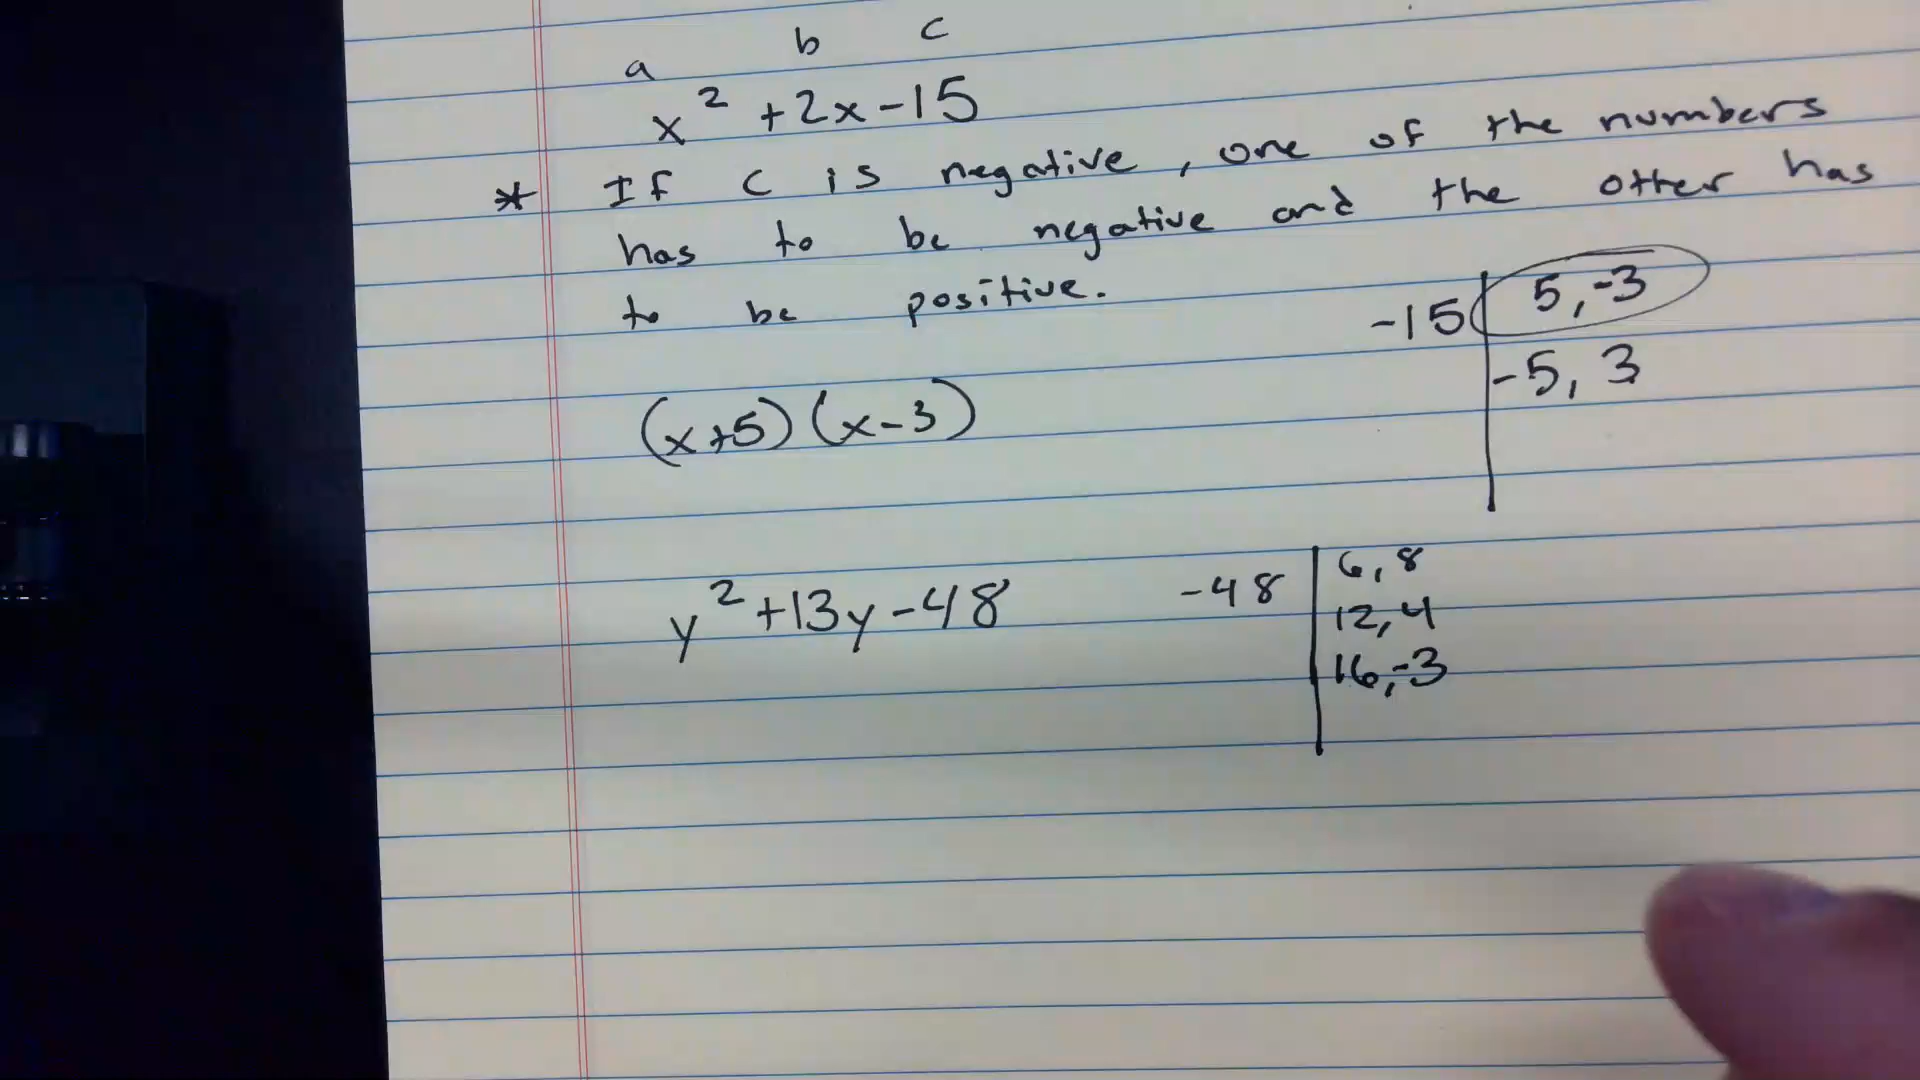 a b c
x² +2x-15
* If c is negative, one of the numbers
has to be negative and the other has
to be positive.
-15 5,-3
-5, 3
(x+5)(x-3)
y²+13y-48 -48 6,8
12,4
16,-3